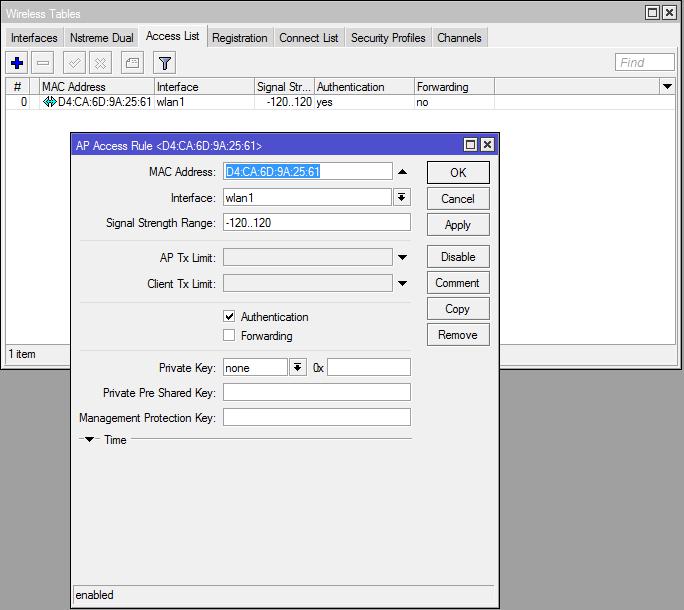 Wireless Tables
Interfaces Nstreme Dual Access List Registration Connect List Security Profiles Channels
Find
# MAC Address Interface Signal Str... Authentication Forwarding
0 D4:CA:6D:9A:25:61 wlan1 -120..120 yes no
AP Access Rule <D4:CA:6D:9A:25:61>
MAC Address: D4:CA:6D:9A:25:61 OK
Interface: wlan1 Cancel
Signal Strength Range: -120..120 Apply
AP Tx Limit: Disable
Client Tx Limit: Comment
Authentication Copy
Forwarding Remove
1 item
Private Key: none 0x
Private Pre Shared Key:
Management Protection Key:
Time
enabled